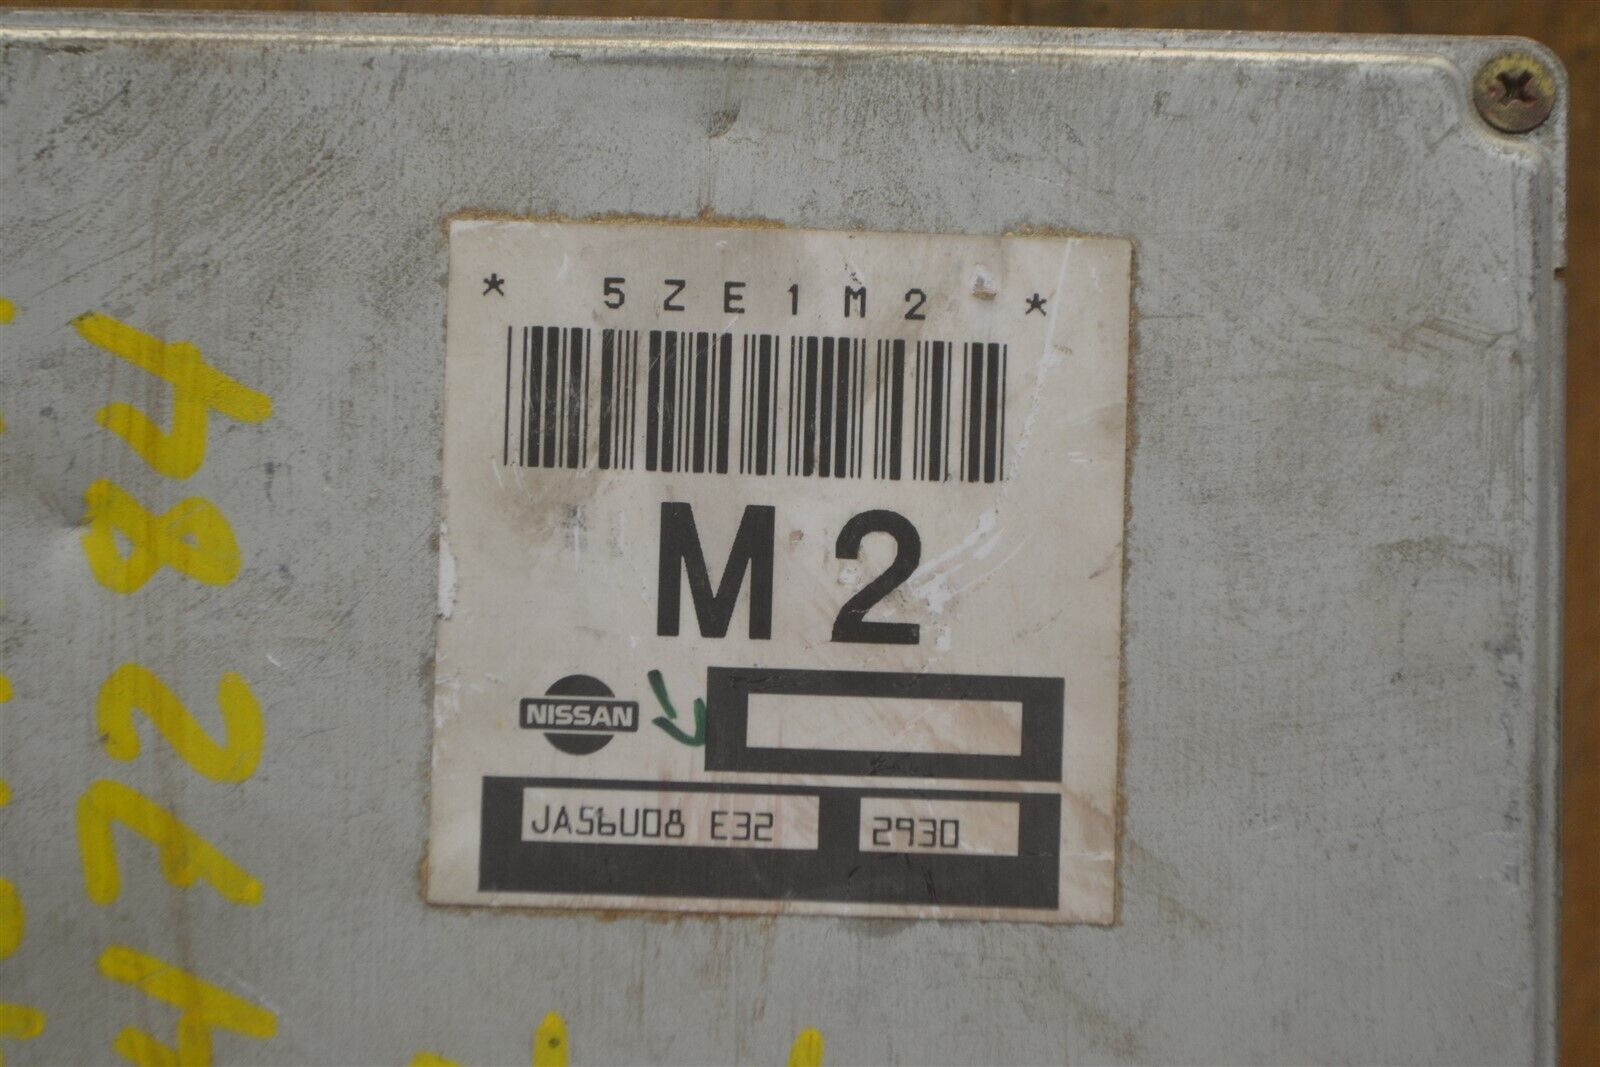 * 5ZE1M2 *
M2
NISSAN
JA56U08 E32 2930